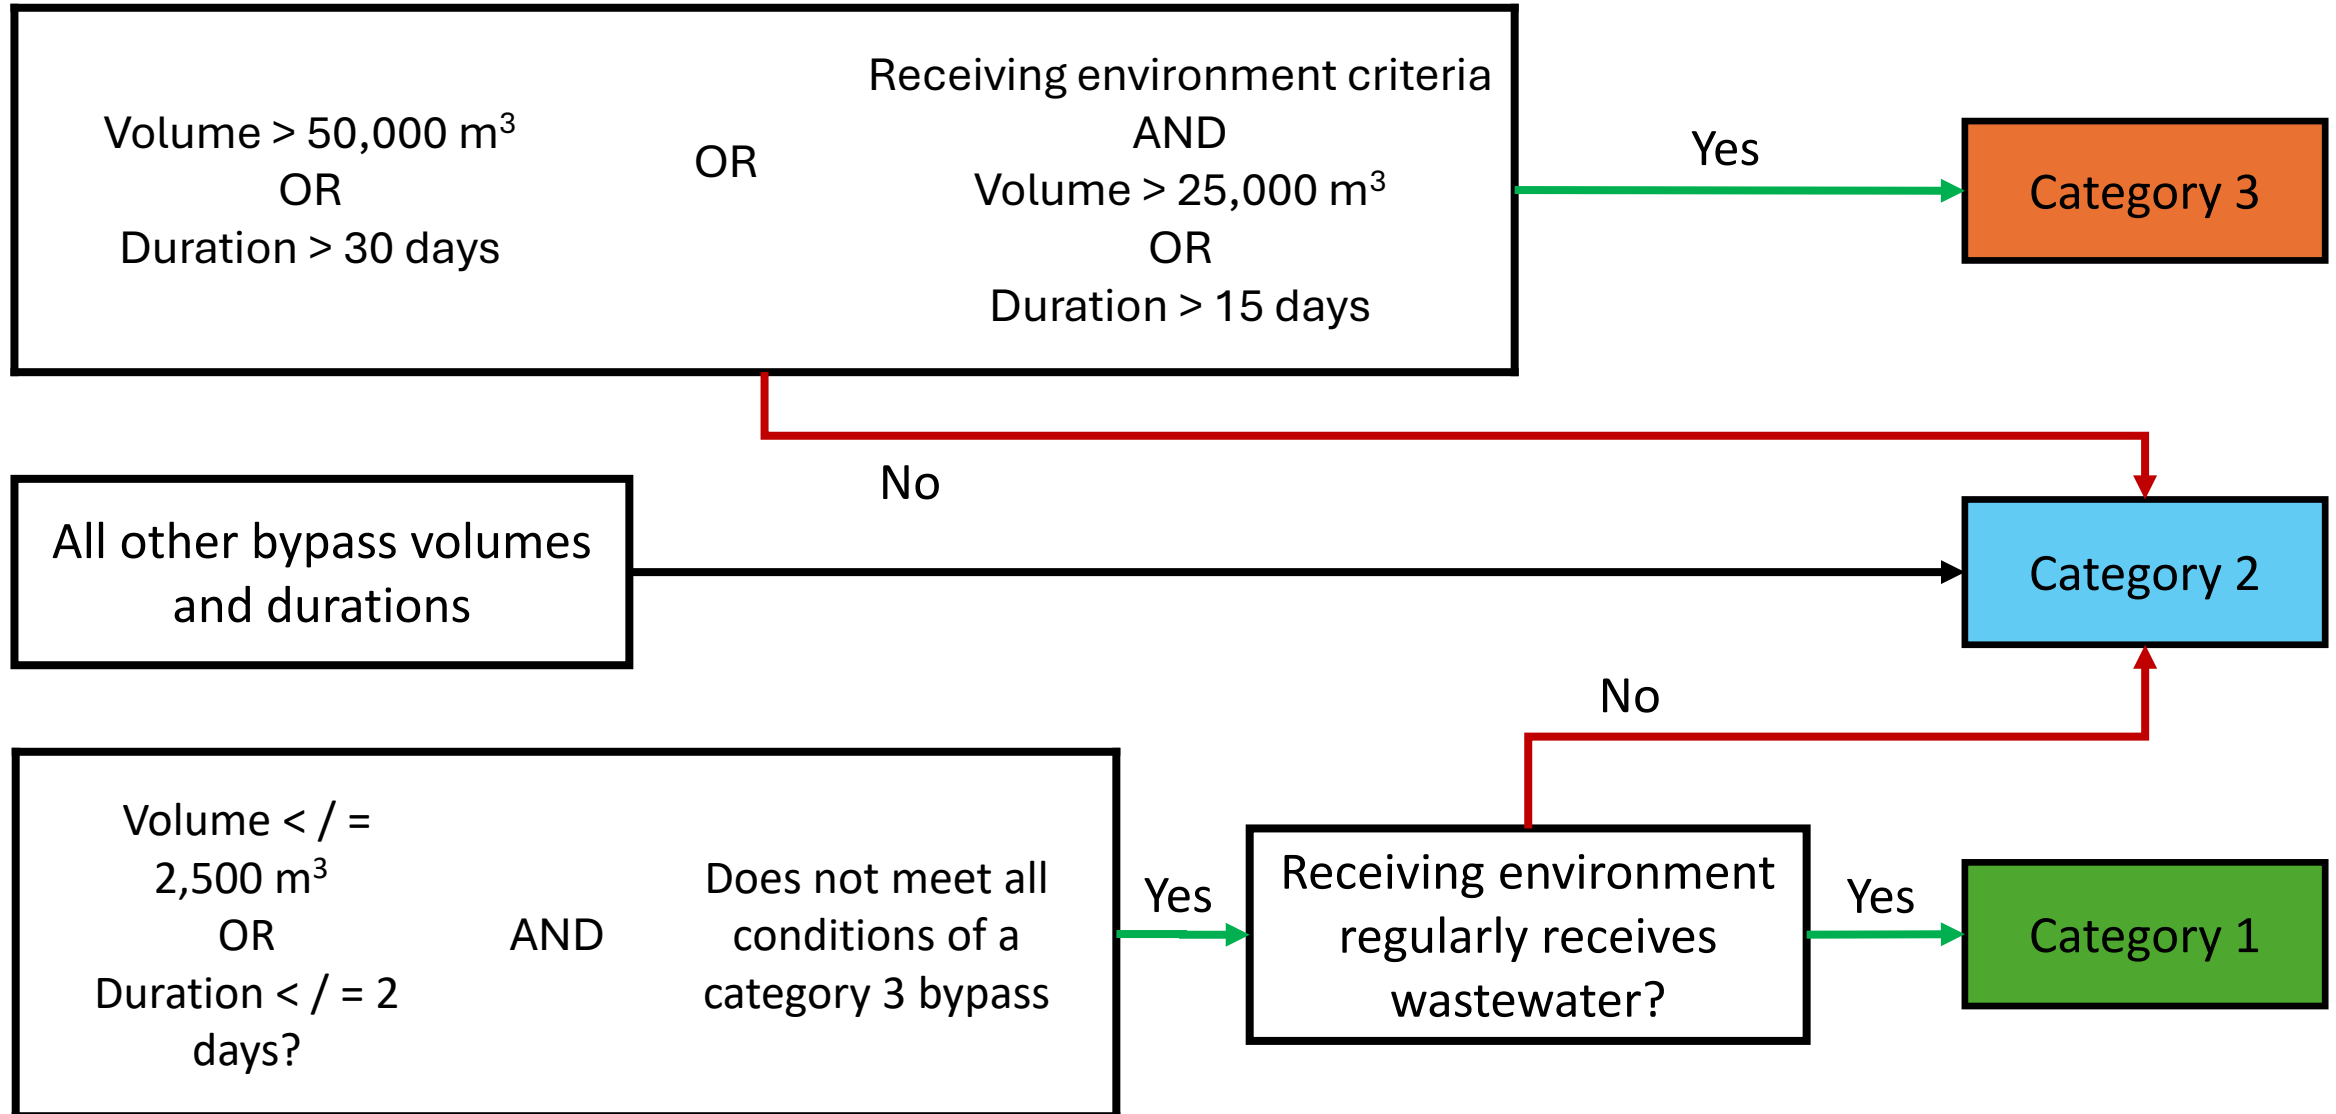 Volume > 50,000 m³
OR
Duration > 30 days
OR
Receiving environment criteria
AND
Volume > 25,000 m³
OR
Duration > 15 days
Yes
Category 3
No
All other bypass volumes
and durations
Category 2
No
Volume < / =
2,500 m³
OR
Duration < / = 2
days?
AND
Does not meet all
conditions of a
category 3 bypass
Yes
Receiving environment
regularly receives
wastewater?
Yes
Category 1